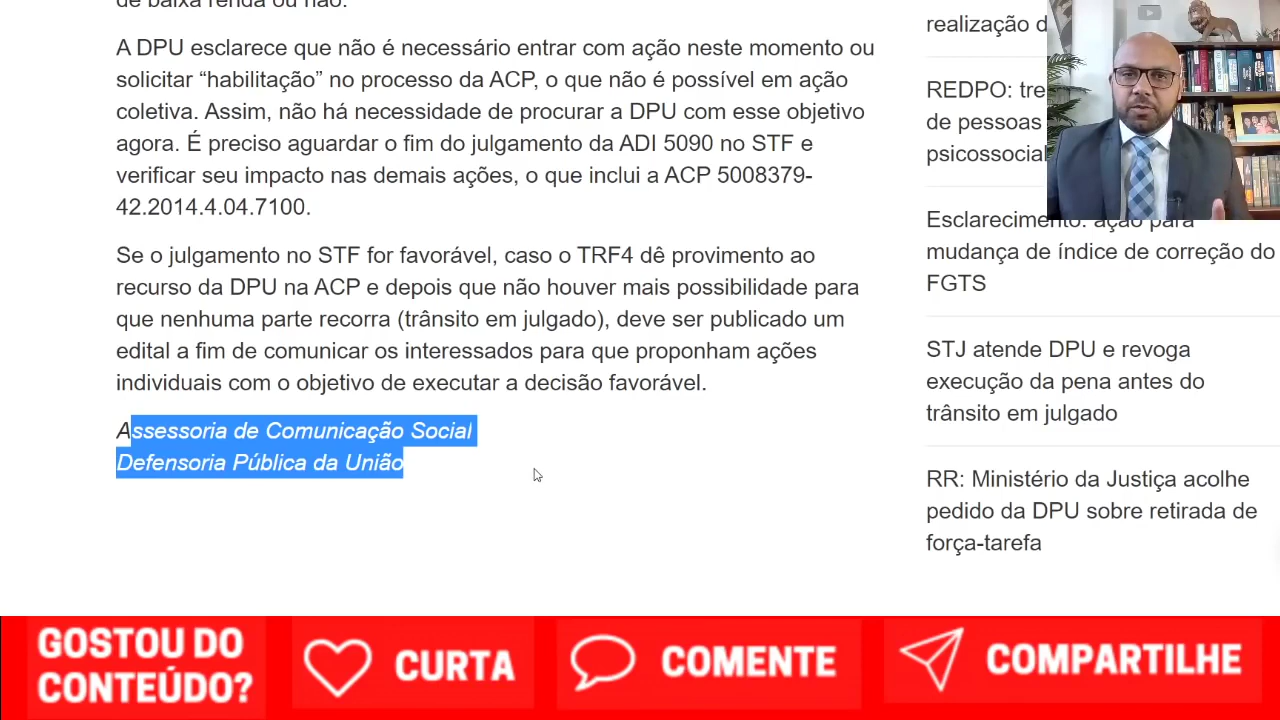 de baixa renda ou não.
A DPU esclarece que não é necessário entrar com ação neste momento ou
solicitar “habilitação” no processo da ACP, o que não é possível em ação
coletiva. Assim, não há necessidade de procurar a DPU com esse objetivo
agora. É preciso aguardar o fim do julgamento da ADI 5090 no STF e
verificar seu impacto nas demais ações, o que inclui a ACP 5008379-
42.2014.4.04.7100.
Se o julgamento no STF for favorável, caso o TRF4 dê provimento ao
recurso da DPU na ACP e depois que não houver mais possibilidade para
que nenhuma parte recorra (trânsito em julgado), deve ser publicado um
edital a fim de comunicar os interessados para que proponham ações
individuais com o objetivo de executar a decisão favorável.
Assessoria de Comunicação Social
Defensoria Pública da União
realização
REDPO:
de pessoas
Esclarecimento: ação para
mudança de índice de correção do
FGTS
STJ atende DPU e revoga
execução da pena antes do
trânsito em julgado
RR: Ministério da Justiça acolhe
pedido da DPU sobre retirada de
força-tarefa
GOSTOU DO
CONTEÚDO?
CURTA
COMENTE
COMPARTILHE